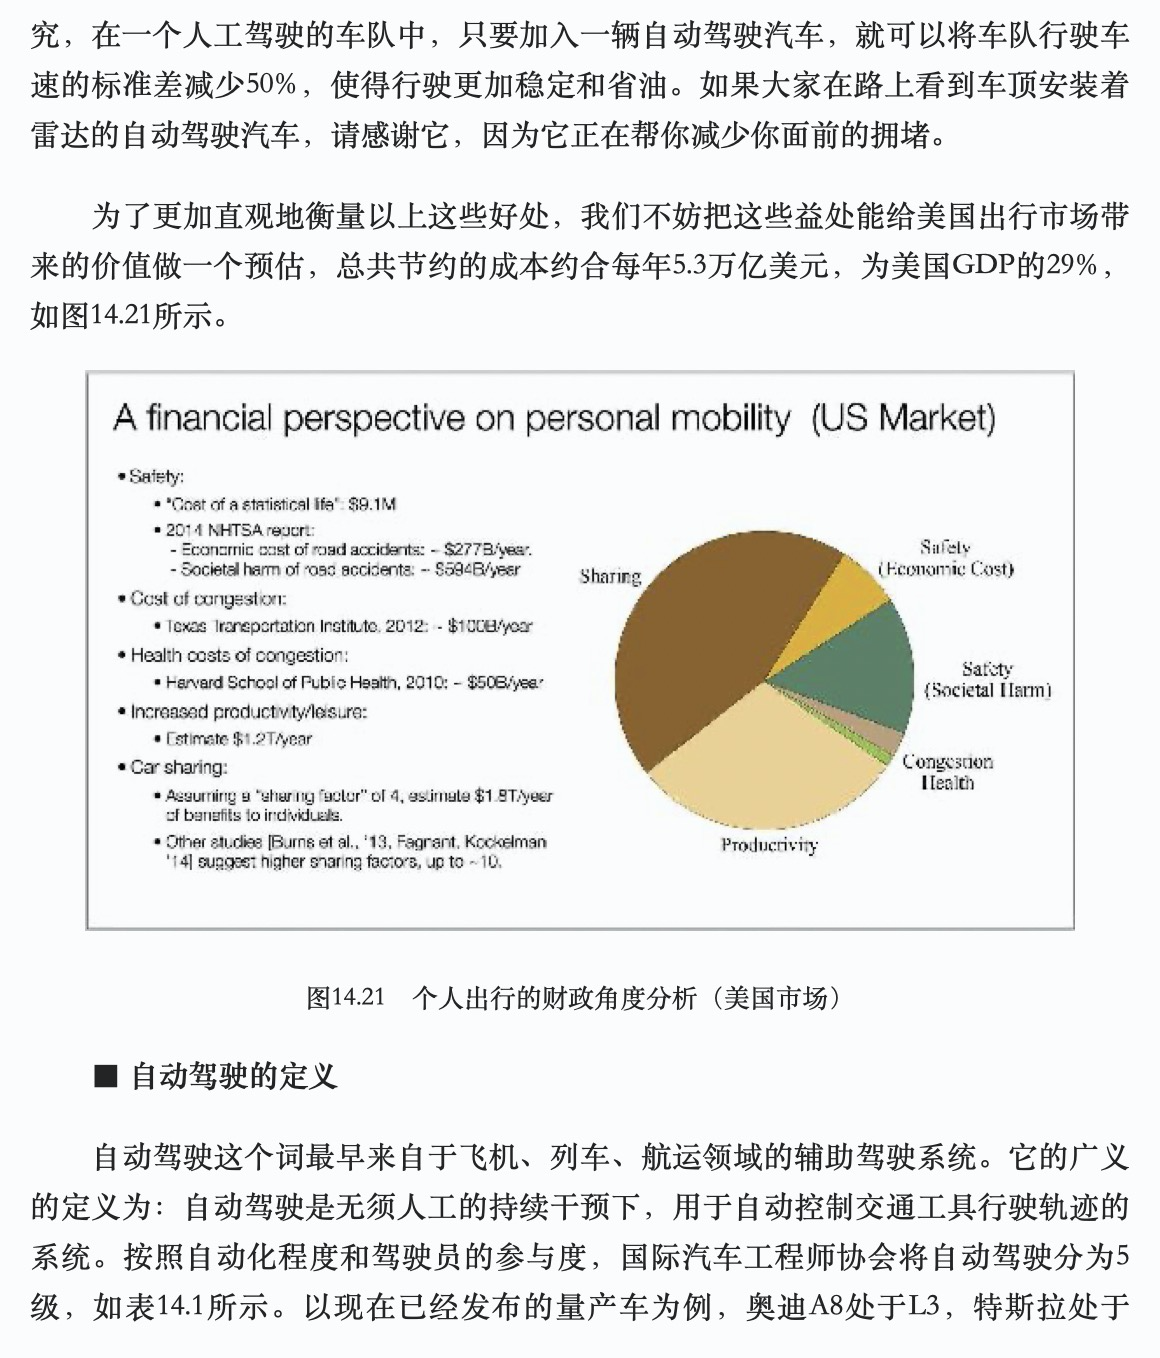 究，在一个人工驾驶的车队中，只要加入一辆自动驾驶汽车，就可以将车队行驶车
速的标准差减少50%，使得行驶更加稳定和省油。如果大家在路上看到车顶安装着
雷达的自动驾驶汽车，请感谢它，因为它正在帮你减少你面前的拥堵。
为了更加直观地衡量以上这些好处，我们不妨把这些益处能给美国出行市场带
来的价值做一个预估，总共节约的成本约合每年5.3万亿美元，为美国GDP的29%，
如图14.21所示。
A financial perspective on personal mobility (US Market)
• Safety:
• "Cost of a statistical life": $9.1M
• 2014 NHTSA report:
- Economic cost of road accidents: ~ $277B/year.
- Societal harm of road accidents: ~ $594B/year
• Cost of congestion:
• Texas Transportation Institute, 2012: ~ $100B/year
• Health costs of congestion:
• Harvard School of Public Health, 2010: ~ $50B/year
• Increased productivity/leisure:
• Estimate $1.2T/year
• Car sharing:
• Assuming a "sharing factor" of 4, estimate $1.8T/year
of benefits to individuals.
• Other studies [Burns et al., '13, Fagnant, Kockelman
'14] suggest higher sharing factors, up to ~10.
Sharing
Safety
(Economic Cost)
Safety
(Societal Harm)
Congestion
Health
Productivity
图14.21 个人出行的财政角度分析（美国市场）
■ 自动驾驶的定义
自动驾驶这个词最早来自于飞机、列车、航运领域的辅助驾驶系统。它的广义
的定义为：自动驾驶是无须人工的持续干预下，用于自动控制交通工具行驶轨迹的
系统。按照自动化程度和驾驶员的参与度，国际汽车工程师协会将自动驾驶分为5
级，如表14.1所示。以现在已经发布的量产车为例，奥迪A8处于L3，特斯拉处于